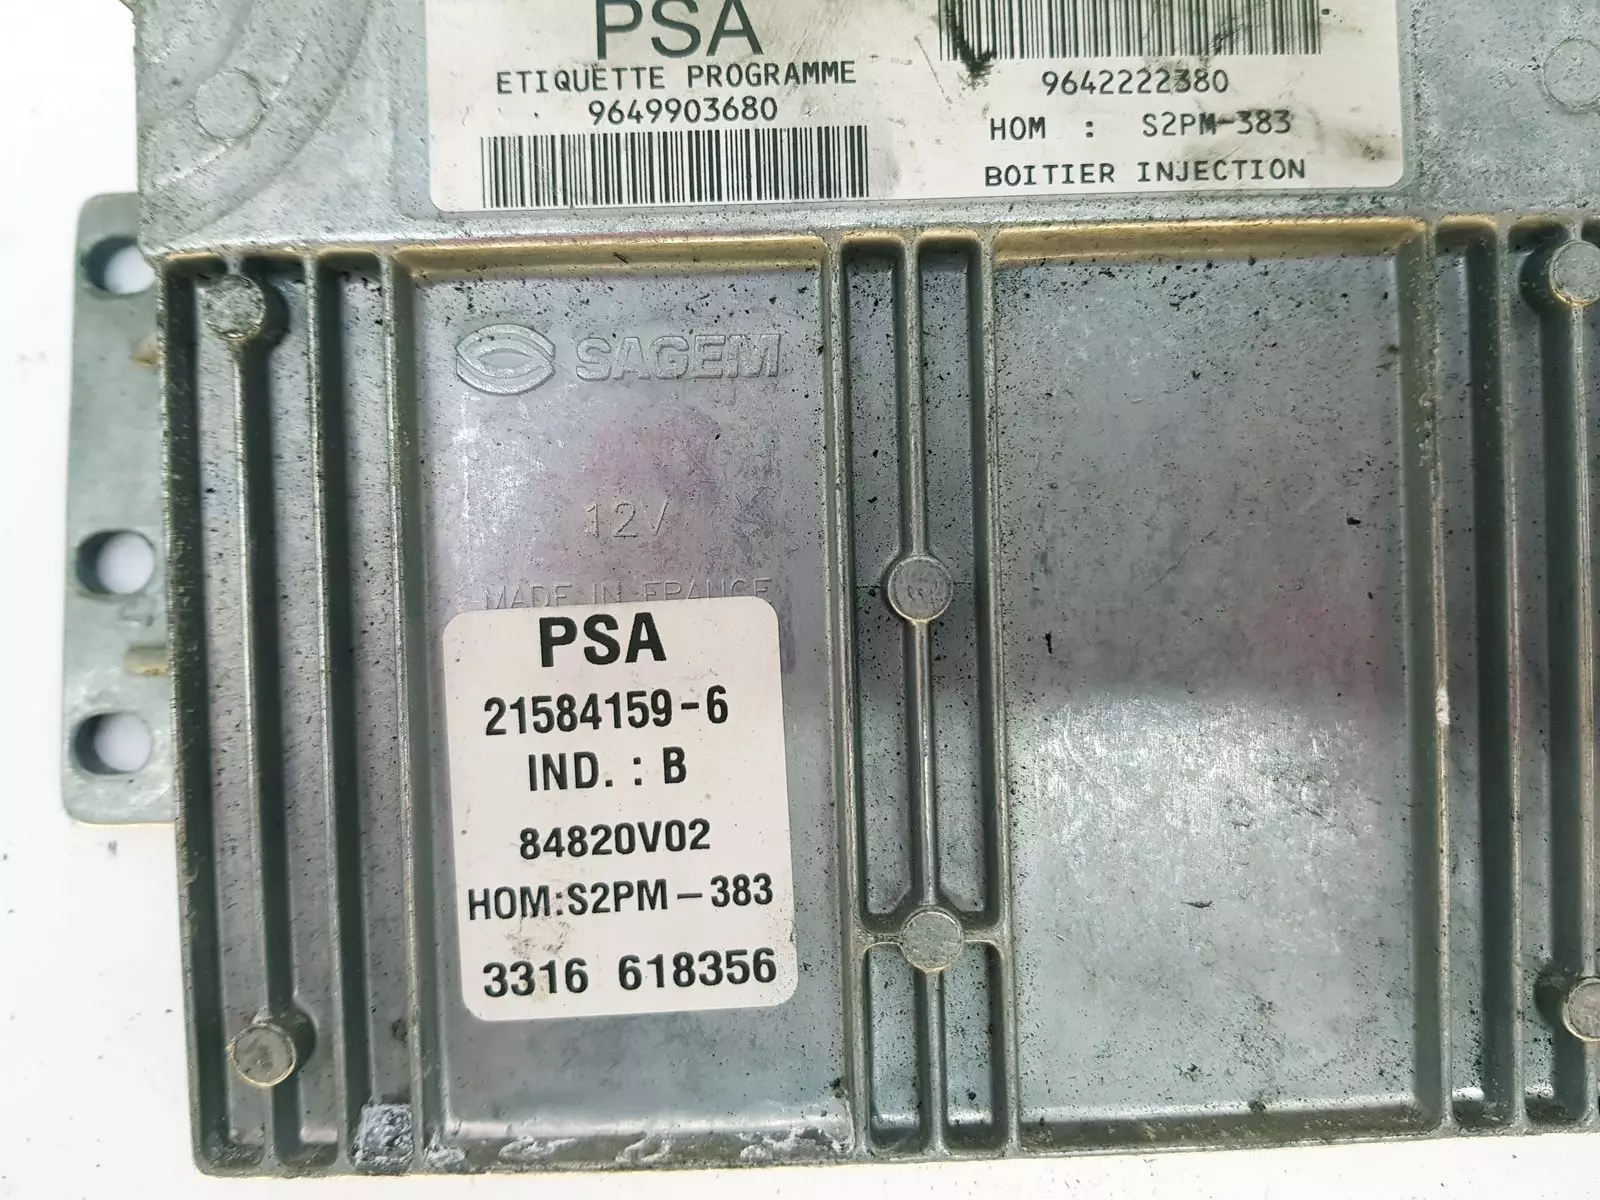 PSA
ETIQUETTE PROGRAMME
9649903680
9642222380
HOM : S2PM-383
BOITIER INJECTION
SAGEM
12V
MADE IN FRANCE
PSA
21584159-6
IND. : B
84820V02
HOM:S2PM-383
3316 618356